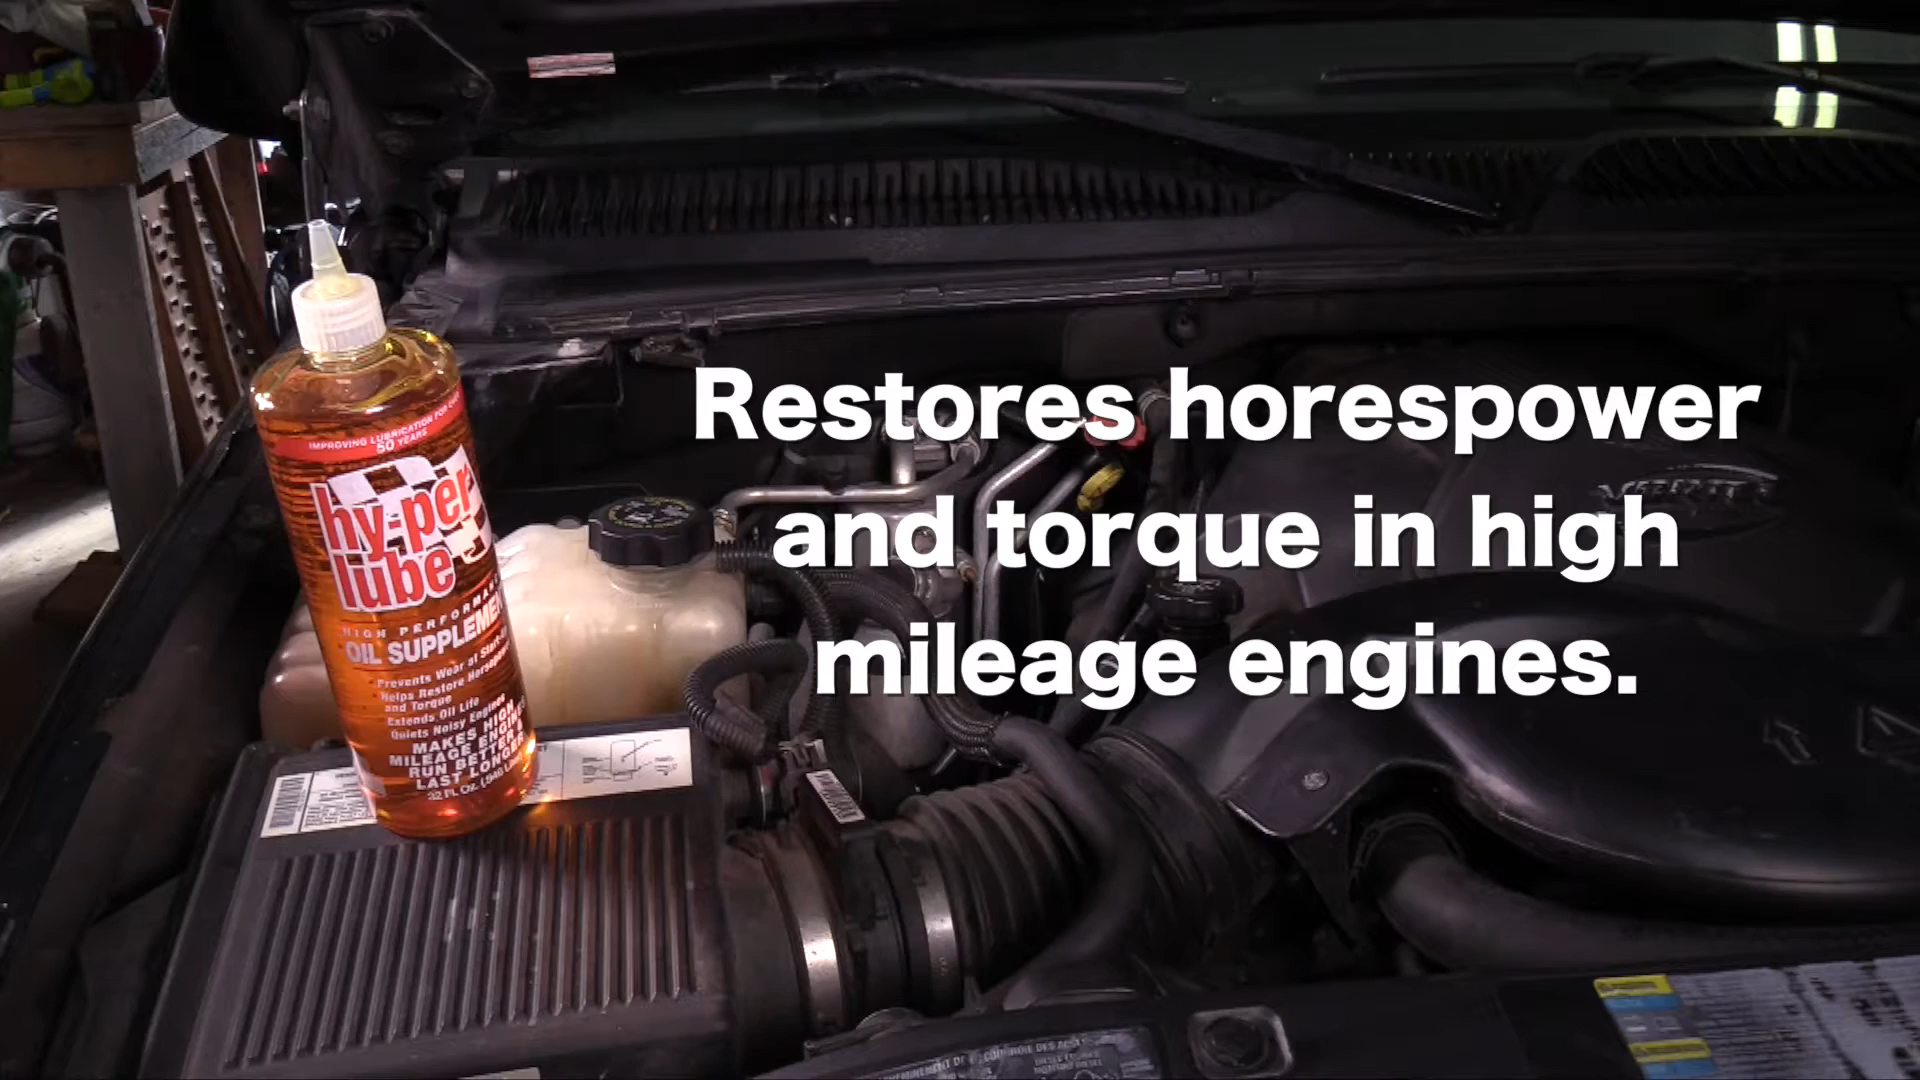 IMPROVING LUBRICATION FOR OVER
50 YEARS
hy-per
lube
HIGH PERFORMANCE
OIL SUPPLEMENT
Prevents Wear at Start-Up
Helps Restore Horsepower
and Torque
Extends Oil Life
Quiets Noisy Engines
MAKES HIGH
MILEAGE ENGINES
RUN BETTER
LAST LONGER
32 FL. OZ.
Restores horespower
and torque in high
mileage engines.
VORTEC